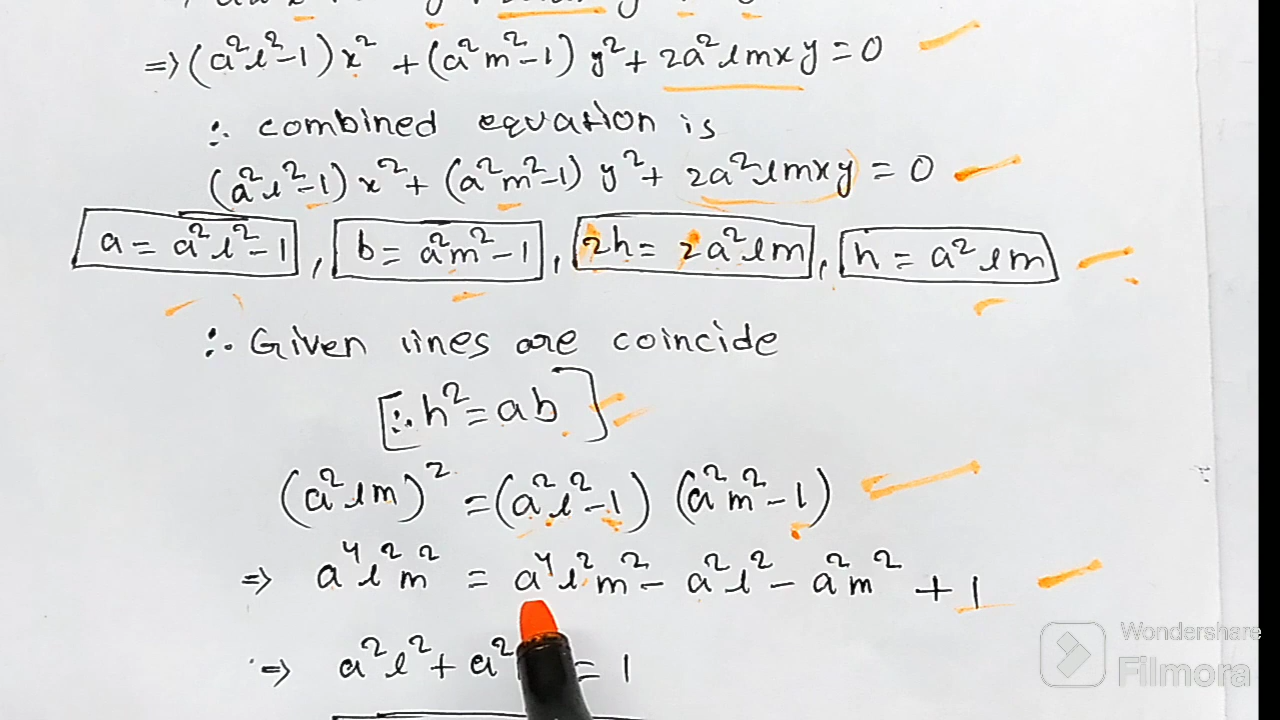 ⇒ (a²l²-1)x² + (a²m²-1) y² + 2a²lmxy = 0
∴ combined equation is
(a²l²-1)x² + (a²m²-1) y² + 2a²lmxy = 0
a = a²l²-1 , b = a²m²-1 , 2h = 2a²lm , h = a²lm
∴ Given lines are coincide
[∴ h² = ab]
(a²lm)² = (a²l²-1) (a²m²-1)
⇒ a⁴l²m² = a⁴l²m² - a²l² - a²m² + 1
⇒ a²l² + a² = 1
Wondershare
Filmora